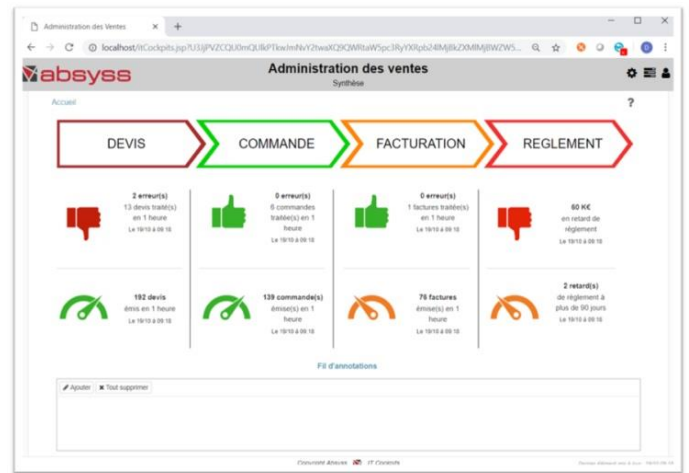 Administration des Ventes
localhost/itCockpits.jsp?
absyss
Administration des ventes
Synthèse
Accueil
?
DEVIS
COMMANDE
FACTURATION
REGLEMENT
2 erreur(s)
13 devis traité(s)
en 1 heure
Le 19/10 à 09:18
0 erreur(s)
6 commandes
traitée(s) en 1
heure
Le 19/10 à 09:18
0 erreur(s)
1 factures traitée(s)
en 1 heure
Le 19/10 à 09:18
60 K€
en retard de
règlement
Le 19/10 à 09:18
192 devis
émis en 1 heure
Le 19/10 à 09:18
139 commande(s)
émise(s) en 1
heure
Le 19/10 à 09:18
76 factures
émise(s) en 1
heure
Le 19/10 à 09:18
2 retard(s)
de règlement à
plus de 90 jours
Le 19/10 à 09:18
Fil d'annotations
Ajouter
Tout supprimer
Copyright Absyss IT Cockpits